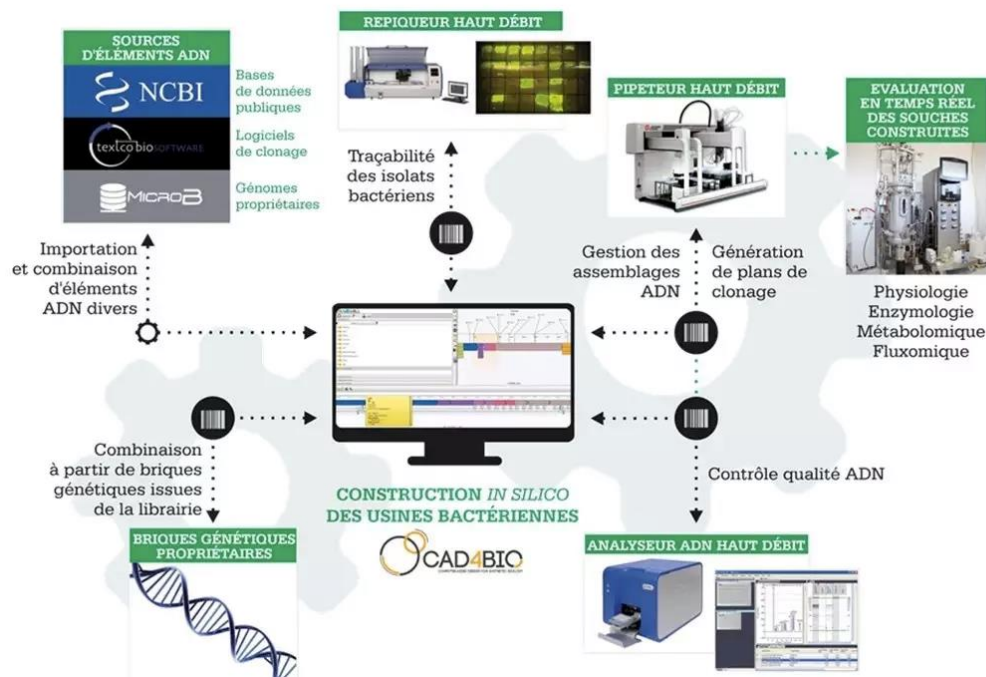 SOURCES
D'ÉLÉMENTS ADN
NCBI
Bases
de données
publiques
textco bioSOFTWARE
Logiciels
de clonage
MICROB
Génomes
propriétaires
Importation
et combinaison
d'éléments
ADN divers
REPIQUEUR HAUT DÉBIT
Traçabilité
des isolats
bactériens
PIPETEUR HAUT DÉBIT
Gestion des
assemblages
ADN
Génération
de plans de
clonage
EVALUATION
EN TEMPS RÉEL
DES SOUCHES
CONSTRUITES
Physiologie
Enzymologie
Métabolomique
Fluxomique
Combinaison
à partir de briques
génétiques issues
de la librairie
BRIQUES GÉNÉTIQUES
PROPRIÉTAIRES
CONSTRUCTION IN SILICO
DES USINES BACTÉRIENNES
CAD4BIO
Contrôle qualité ADN
ANALYSEUR ADN HAUT DÉBIT